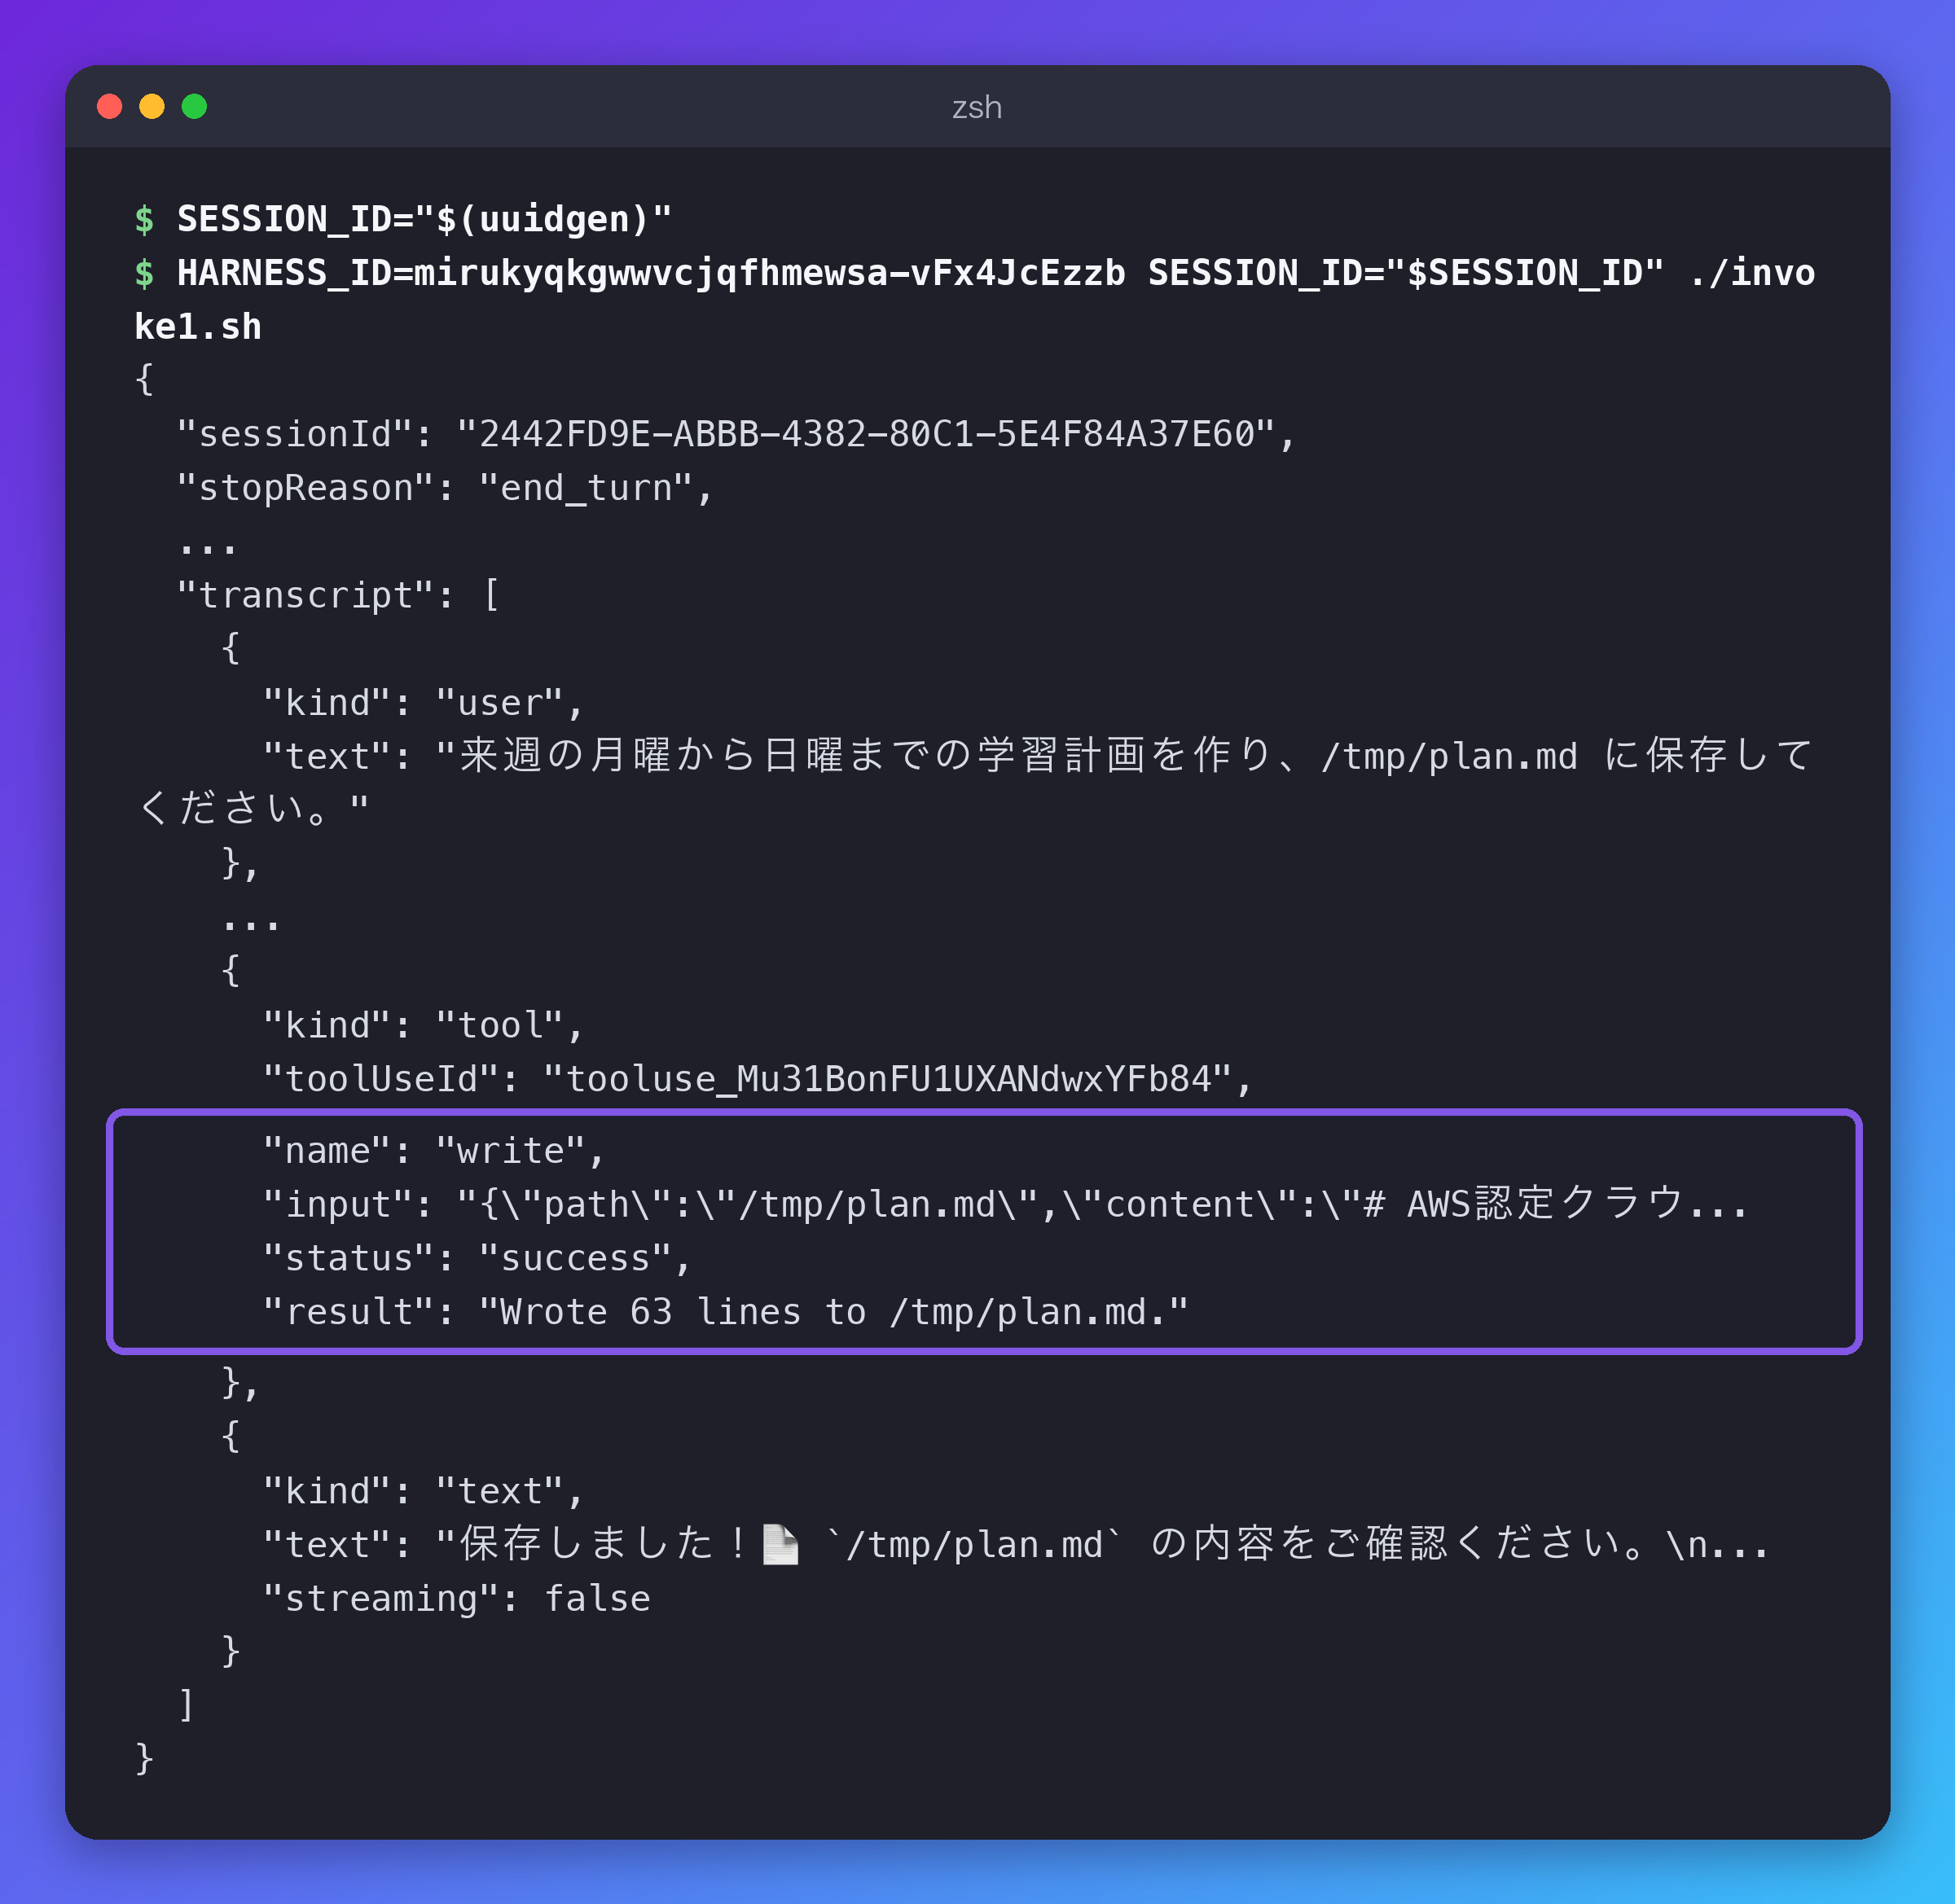 zsh
$ SESSION_ID="$(uuidgen)"
$ HARNESS_ID=mirukyqkgwwvcjqfhmewsa-vFx4JcEzzb SESSION_ID="$SESSION_ID" ./invo
ke1.sh
{
  "sessionId": "2442FD9E-ABBB-4382-80C1-5E4F84A37E60",
  "stopReason": "end_turn",
  ...
  "transcript": [
    {
      "kind": "user",
      "text": "来週の月曜から日曜までの学習計画を作り、/tmp/plan.md に保存して
ください。"
    },
    ...
    {
      "kind": "tool",
      "toolUseId": "tooluse_Mu31BonFU1UXANdwxYFb84",
      "name": "write",
      "input": "{\"path\":\"/tmp/plan.md\",\"content\":\"# AWS認定クラウ...
      "status": "success",
      "result": "Wrote 63 lines to /tmp/plan.md."
    },
    {
      "kind": "text",
      "text": "保存しました！📄 `/tmp/plan.md` の内容をご確認ください。\n...
      "streaming": false
    }
  ]
}